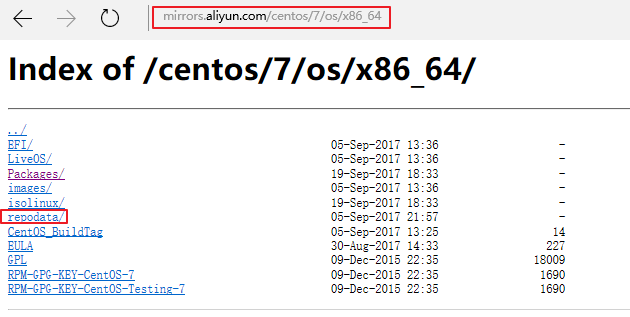 mirrors.aliyun.com/centos/7/os/x86_64
Index of /centos/7/os/x86_64/
../
EFI/ 05-Sep-2017 13:36 -
LiveOS/ 05-Sep-2017 13:36 -
Packages/ 19-Sep-2017 18:33 -
images/ 05-Sep-2017 13:36 -
isolinux/ 19-Sep-2017 18:33 -
repodata/ 05-Sep-2017 21:57 -
CentOS_BuildTag 05-Sep-2017 13:25 14
EULA 30-Aug-2017 14:33 227
GPL 09-Dec-2015 22:35 18009
RPM-GPG-KEY-CentOS-7 09-Dec-2015 22:35 1690
RPM-GPG-KEY-CentOS-Testing-7 09-Dec-2015 22:35 1690